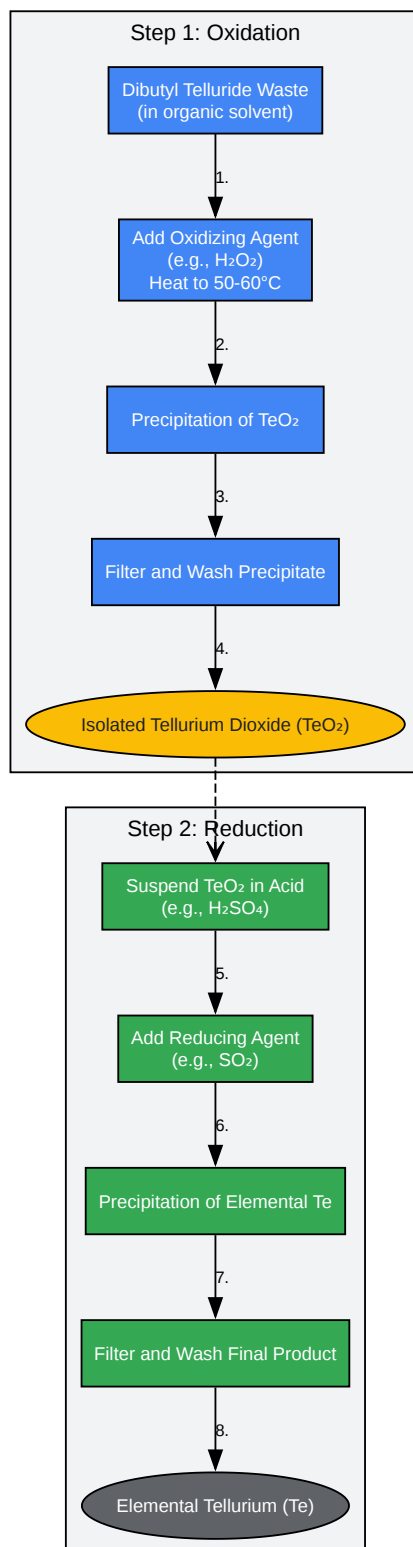 Step 1: Oxidation
Dibutyl Telluride Waste
(in organic solvent)
1.
Add Oxidizing Agent
(e.g., H₂O₂)
Heat to 50-60°C
2.
Precipitation of TeO₂
3.
Filter and Wash Precipitate
4.
Isolated Tellurium Dioxide (TeO₂)
Step 2: Reduction
Suspend TeO₂ in Acid
(e.g., H₂SO₄)
5.
Add Reducing Agent
(e.g., SO₂)
6.
Precipitation of Elemental Te
7.
Filter and Wash Final Product
8.
Elemental Tellurium (Te)